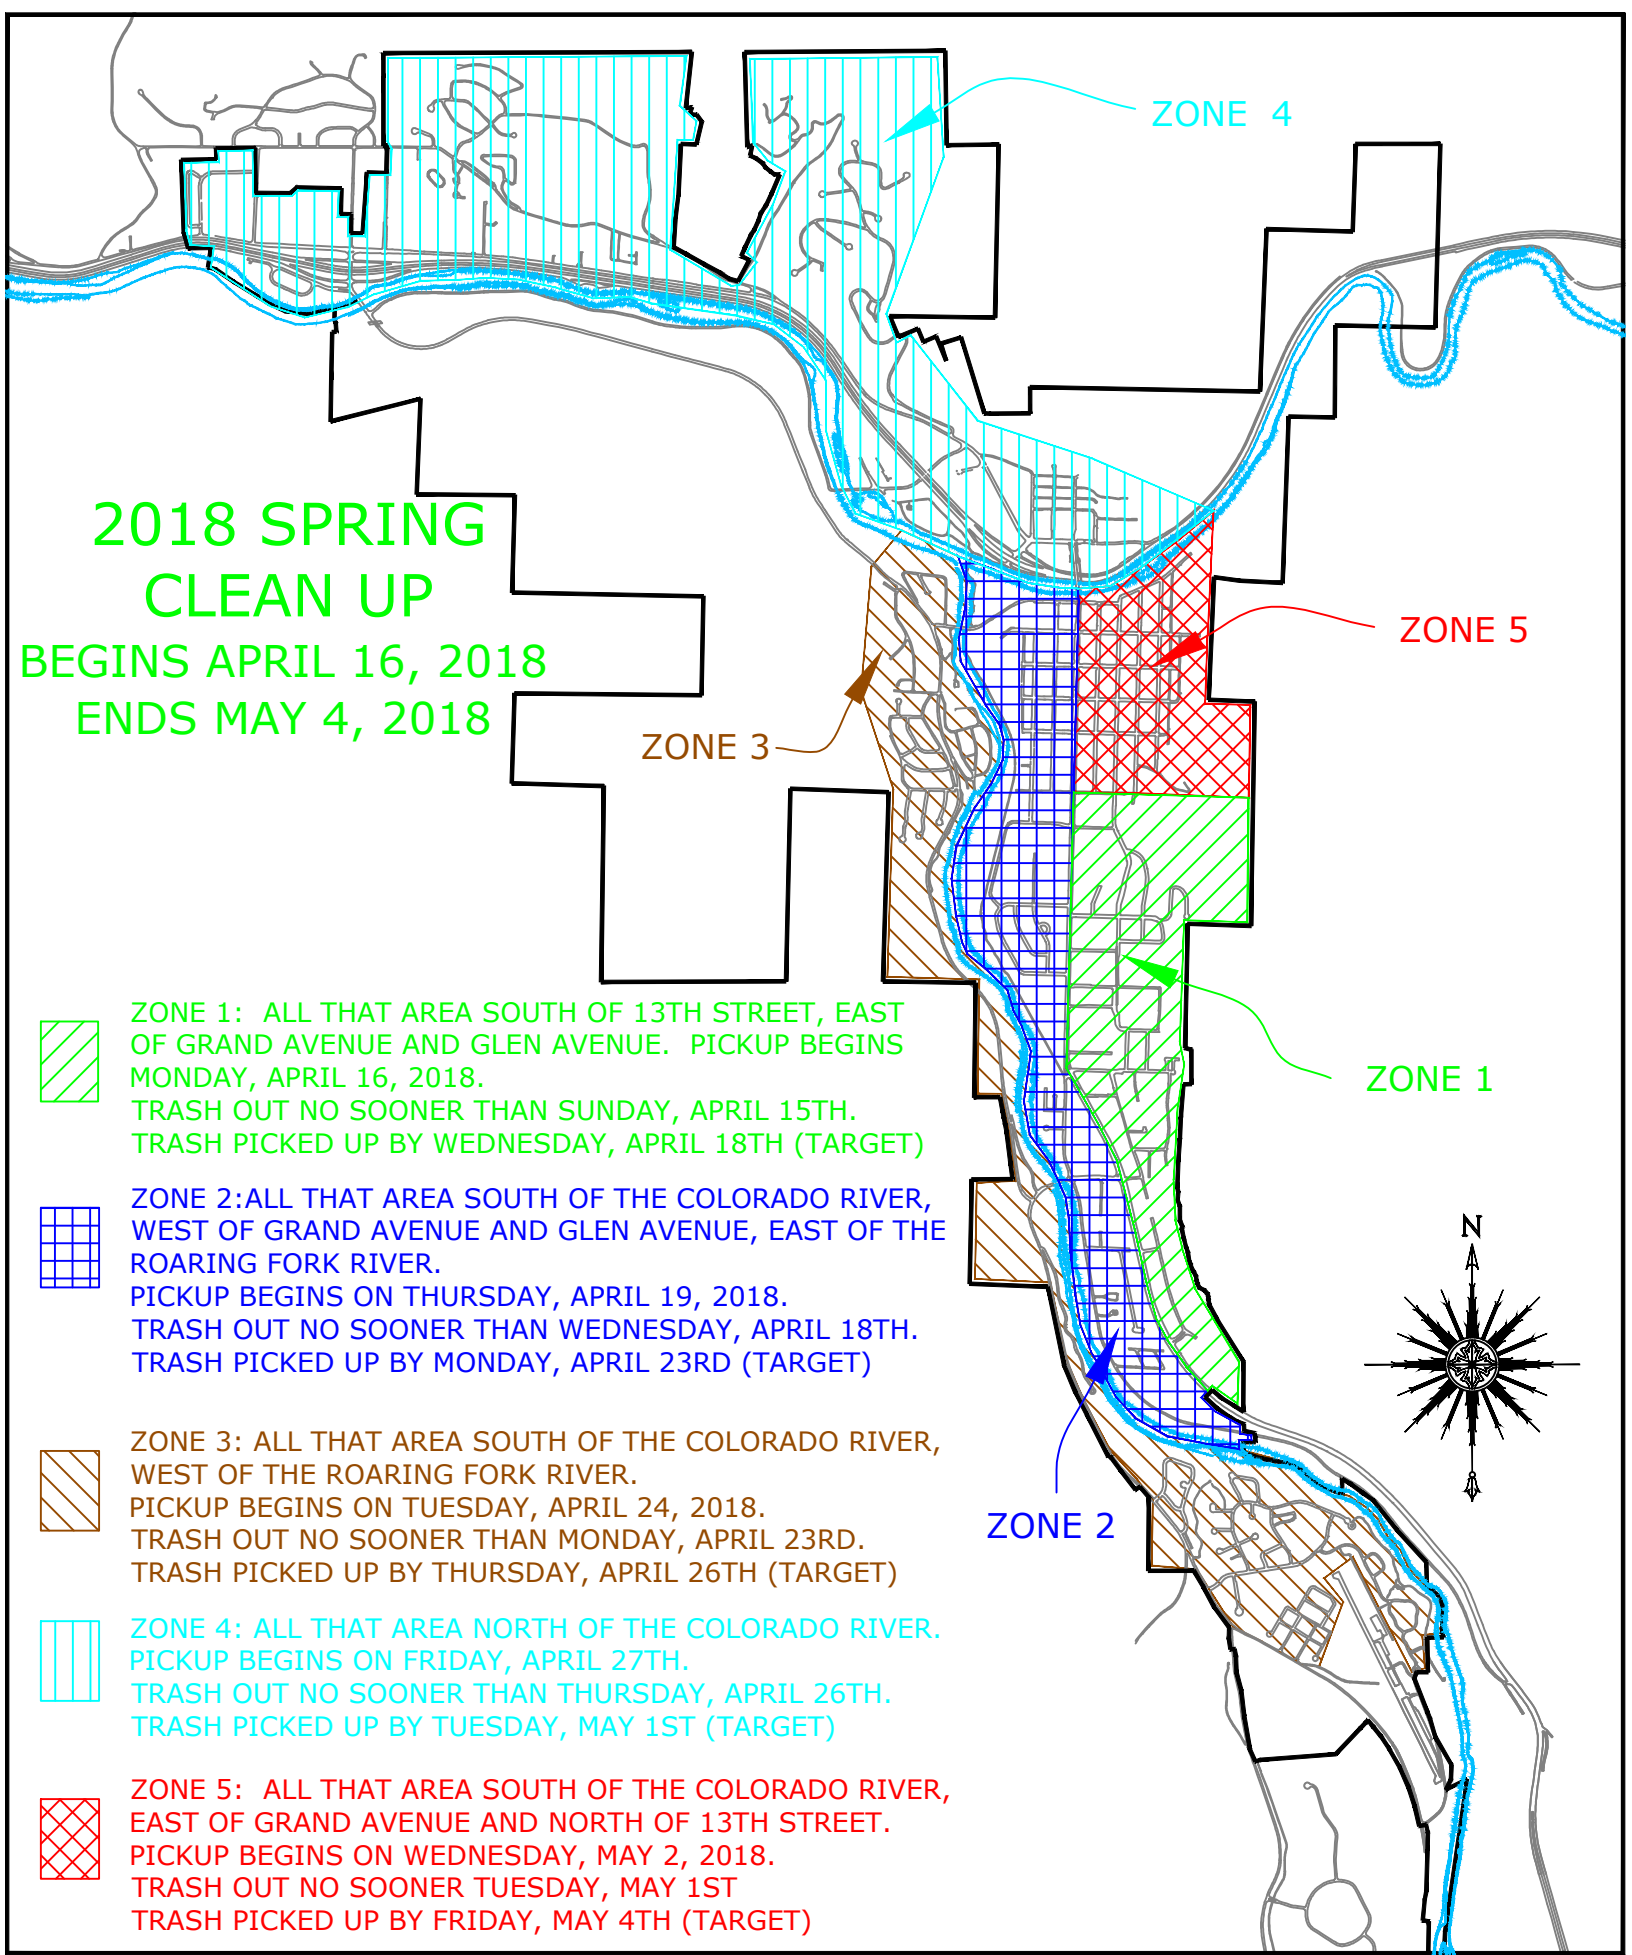 ZONE 4
2018 SPRING
CLEAN UP
BEGINS APRIL 16, 2018
ENDS MAY 4, 2018
ZONE 5
ZONE 3
ZONE 1
ZONE 1: ALL THAT AREA SOUTH OF 13TH STREET, EAST
OF GRAND AVENUE AND GLEN AVENUE. PICKUP BEGINS
MONDAY, APRIL 16, 2018.
TRASH OUT NO SOONER THAN SUNDAY, APRIL 15TH.
TRASH PICKED UP BY WEDNESDAY, APRIL 18TH (TARGET)
ZONE 2:ALL THAT AREA SOUTH OF THE COLORADO RIVER,
WEST OF GRAND AVENUE AND GLEN AVENUE, EAST OF THE
ROARING FORK RIVER.
PICKUP BEGINS ON THURSDAY, APRIL 19, 2018.
TRASH OUT NO SOONER THAN WEDNESDAY, APRIL 18TH.
TRASH PICKED UP BY MONDAY, APRIL 23RD (TARGET)
N
ZONE 3: ALL THAT AREA SOUTH OF THE COLORADO RIVER,
WEST OF THE ROARING FORK RIVER.
PICKUP BEGINS ON TUESDAY, APRIL 24, 2018.
TRASH OUT NO SOONER THAN MONDAY, APRIL 23RD.
TRASH PICKED UP BY THURSDAY, APRIL 26TH (TARGET)
ZONE 2
ZONE 4: ALL THAT AREA NORTH OF THE COLORADO RIVER.
PICKUP BEGINS ON FRIDAY, APRIL 27TH.
TRASH OUT NO SOONER THAN THURSDAY, APRIL 26TH.
TRASH PICKED UP BY TUESDAY, MAY 1ST (TARGET)
ZONE 5: ALL THAT AREA SOUTH OF THE COLORADO RIVER,
EAST OF GRAND AVENUE AND NORTH OF 13TH STREET.
PICKUP BEGINS ON WEDNESDAY, MAY 2, 2018.
TRASH OUT NO SOONER TUESDAY, MAY 1ST
TRASH PICKED UP BY FRIDAY, MAY 4TH (TARGET)